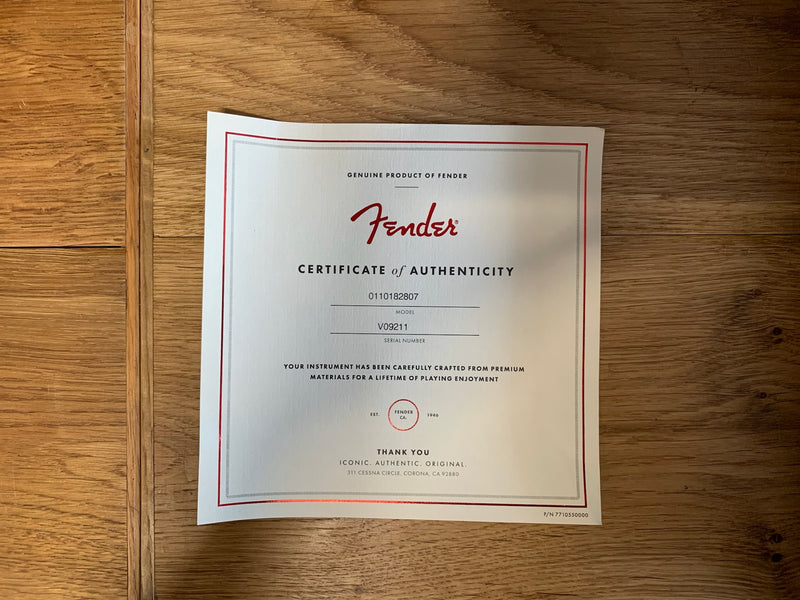 GENUINE PRODUCT OF FENDER
Fender®
CERTIFICATE of AUTHENTICITY
0110182807
MODEL
V09211
SERIAL NUMBER
YOUR INSTRUMENT HAS BEEN CAREFULLY CRAFTED FROM PREMIUM
MATERIALS FOR A LIFETIME OF PLAYING ENJOYMENT
EST. FENDER CA. 1946
THANK YOU
ICONIC. AUTHENTIC. ORIGINAL.
311 CESSNA CIRCLE, CORONA, CA 92880
P/N 7710550000